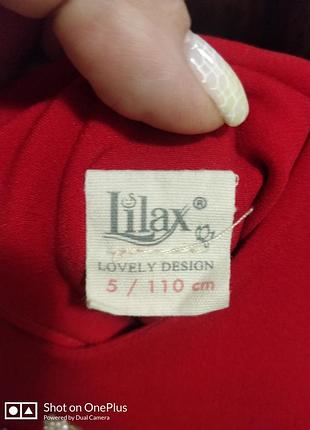 Lilax®
LOVELY DESIGN
5 / 110 cm
Shot on OnePlus
Powered by Dual Camera